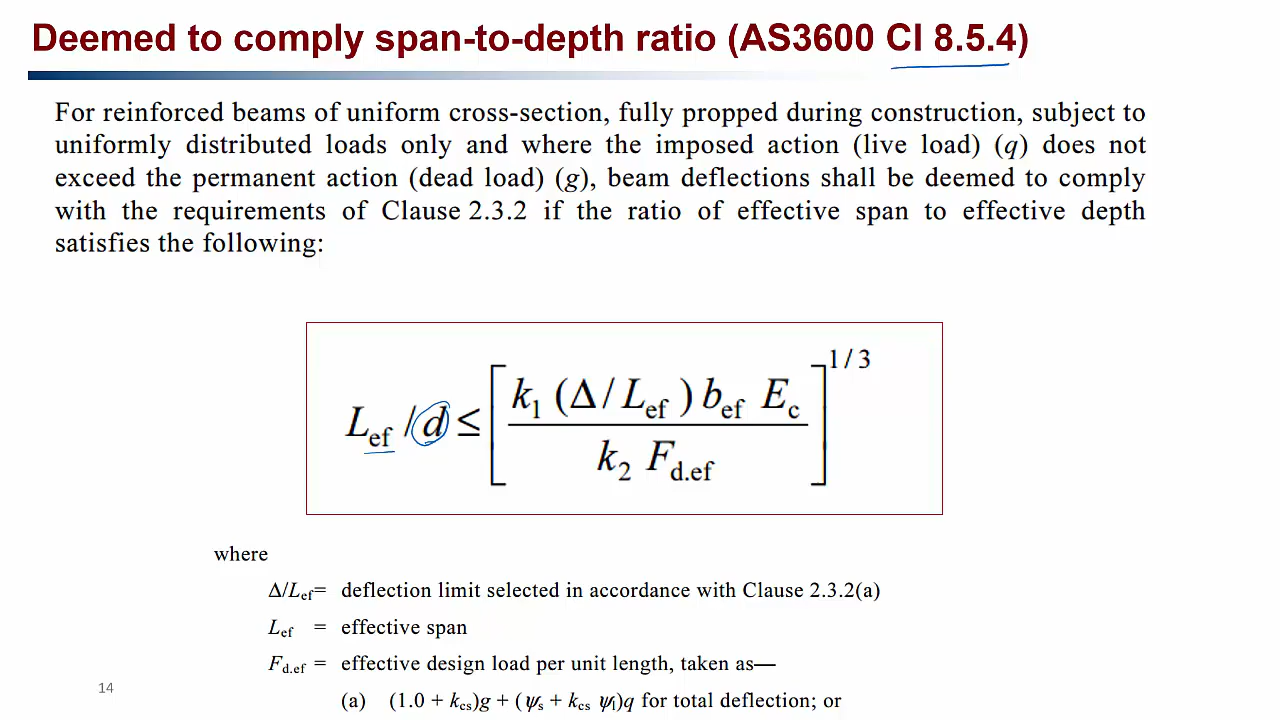 Deemed to comply span-to-depth ratio (AS3600 Cl 8.5.4)
For reinforced beams of uniform cross-section, fully propped during construction, subject to
uniformly distributed loads only and where the imposed action (live load) (q) does not
exceed the permanent action (dead load) (g), beam deflections shall be deemed to comply
with the requirements of Clause 2.3.2 if the ratio of effective span to effective depth
satisfies the following:
L_ef / d ≤ [ k_1 (Δ / L_ef ) b_ef E_c / k_2 F_d.ef ]^1 / 3
where
Δ/L_ef= deflection limit selected in accordance with Clause 2.3.2(a)
L_ef = effective span
F_d.ef = effective design load per unit length, taken as—
(a) (1.0 + k_cs)g + (ψ_s + k_cs ψ_l)q for total deflection; or
14